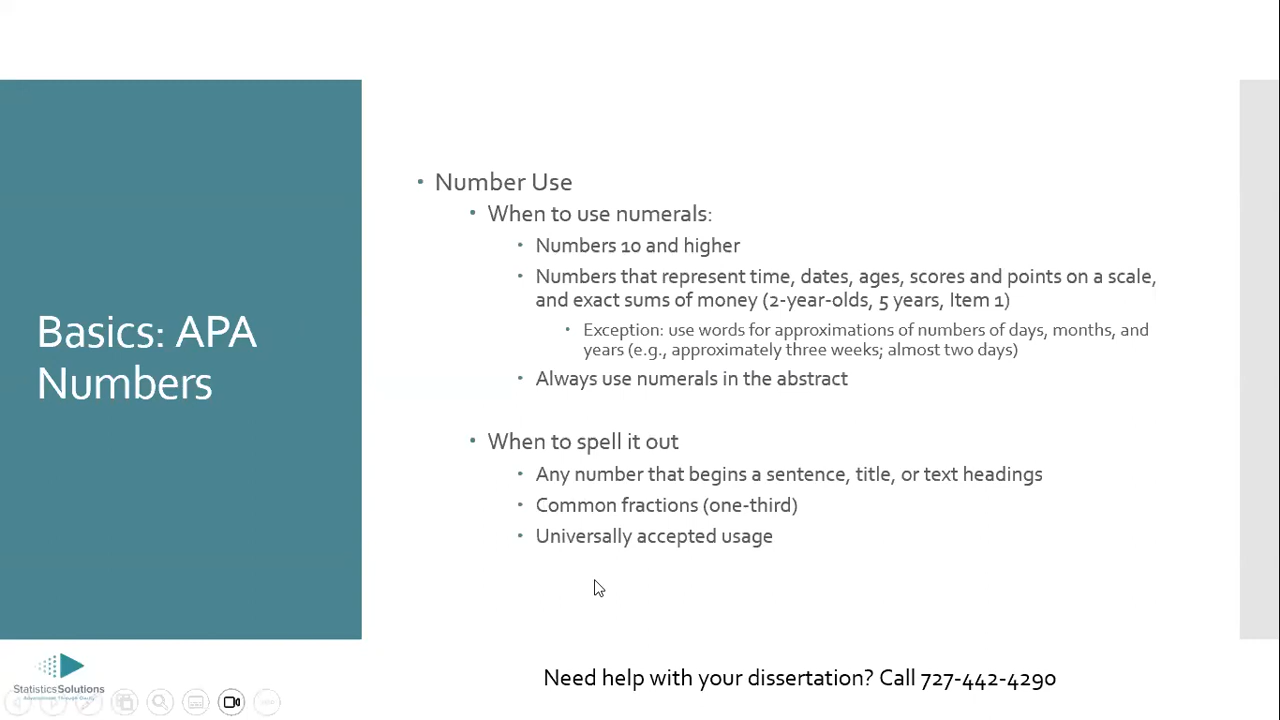 Basics: APA
Numbers
• Number Use
• When to use numerals:
• Numbers 10 and higher
• Numbers that represent time, dates, ages, scores and points on a scale,
and exact sums of money (2-year-olds, 5 years, Item 1)
• Exception: use words for approximations of numbers of days, months, and
years (e.g., approximately three weeks; almost two days)
• Always use numerals in the abstract
• When to spell it out
• Any number that begins a sentence, title, or text headings
• Common fractions (one-third)
• Universally accepted usage
StatisticsSolutions
Need help with your dissertation? Call 727-442-4290